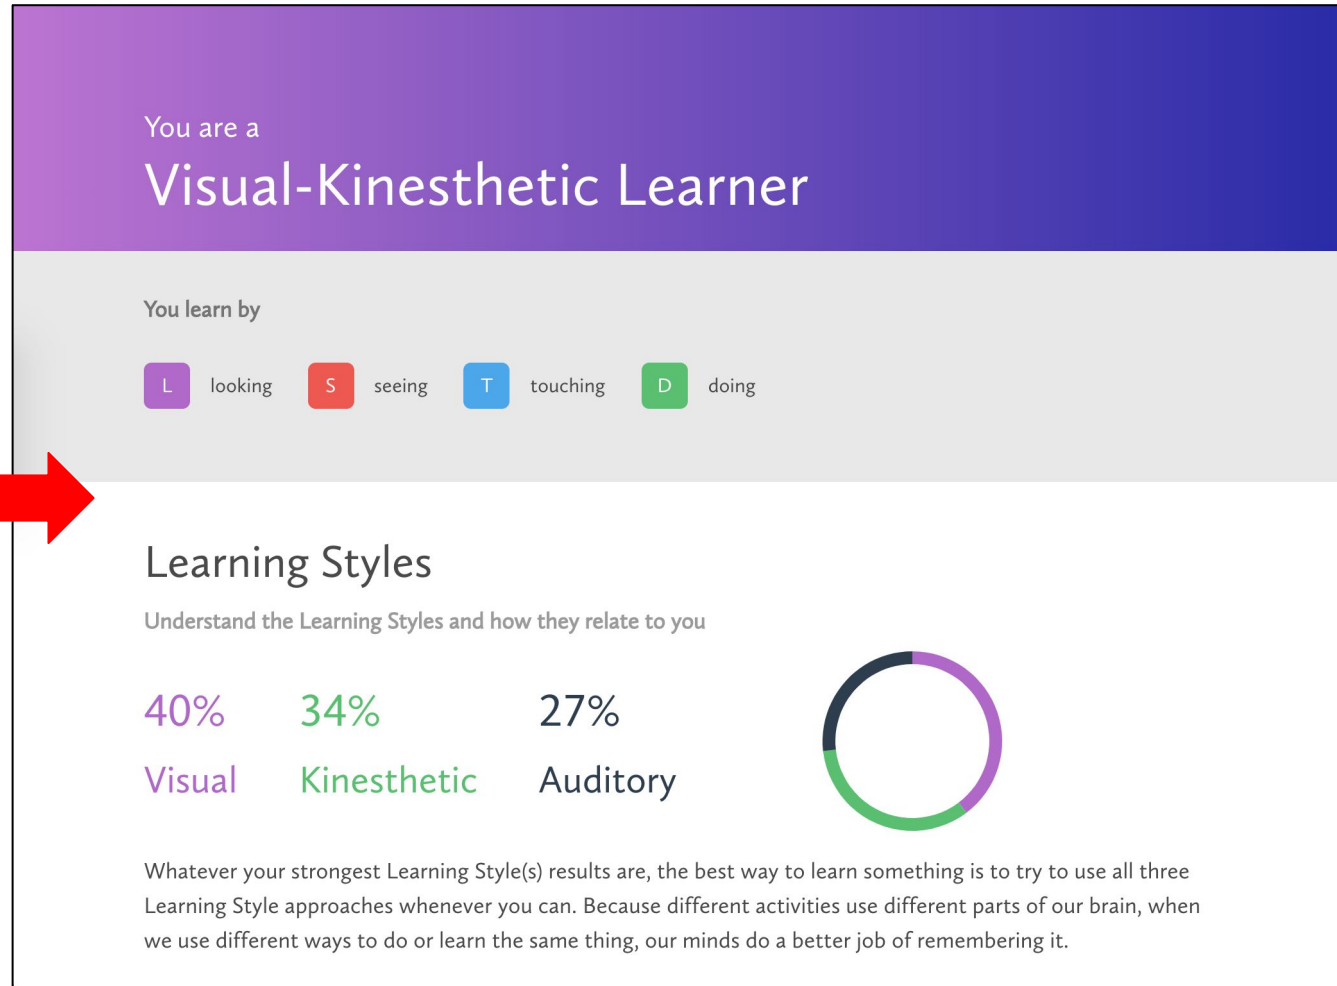 You are a
Visual-Kinesthetic Learner
You learn by
L looking S seeing T touching D doing
Learning Styles
Understand the Learning Styles and how they relate to you
40% 34% 27%
Visual Kinesthetic Auditory
Whatever your strongest Learning Style(s) results are, the best way to learn something is to try to use all three
Learning Style approaches whenever you can. Because different activities use different parts of our brain, when
we use different ways to do or learn the same thing, our minds do a better job of remembering it.